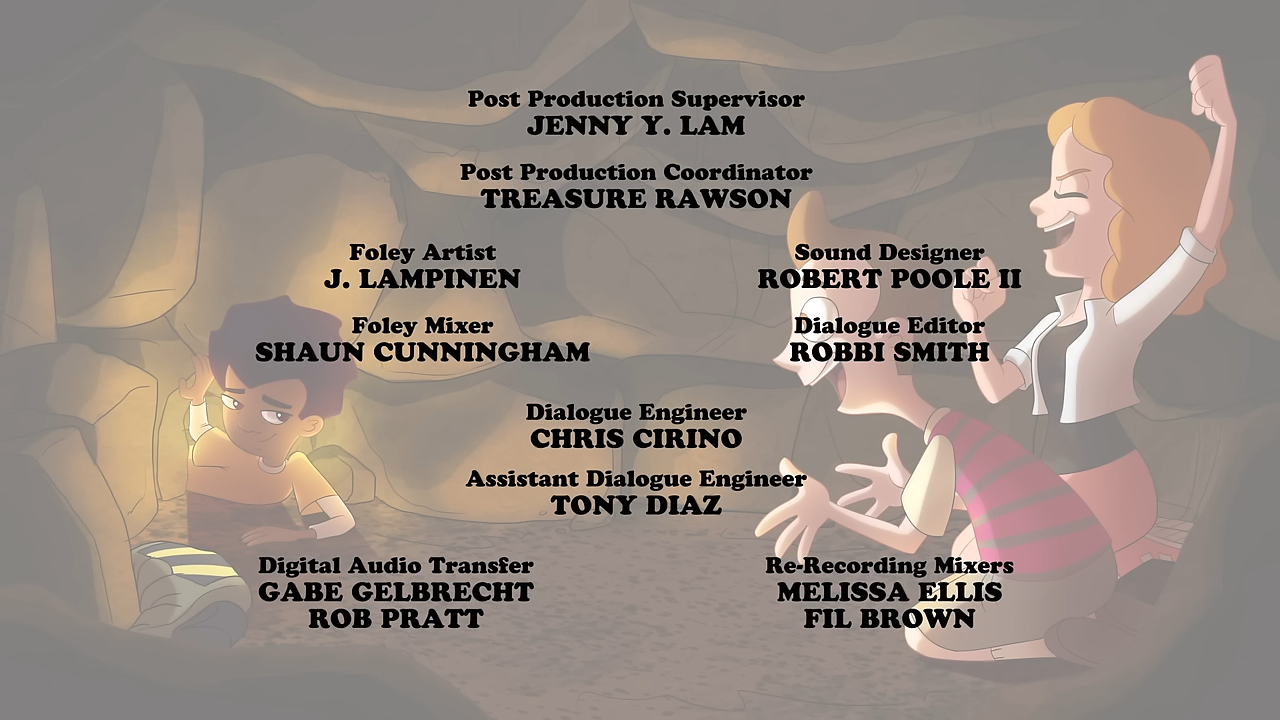 Post Production Supervisor
JENNY Y. LAM
Post Production Coordinator
TREASURE RAWSON
Foley Artist
J. LAMPINEN
Sound Designer
ROBERT POOLE II
Foley Mixer
SHAUN CUNNINGHAM
Dialogue Editor
ROBBI SMITH
Dialogue Engineer
CHRIS CIRINO
Assistant Dialogue Engineer
TONY DIAZ
Digital Audio Transfer
GABE GELBRECHT
ROB PRATT
Re-Recording Mixers
MELISSA ELLIS
FIL BROWN